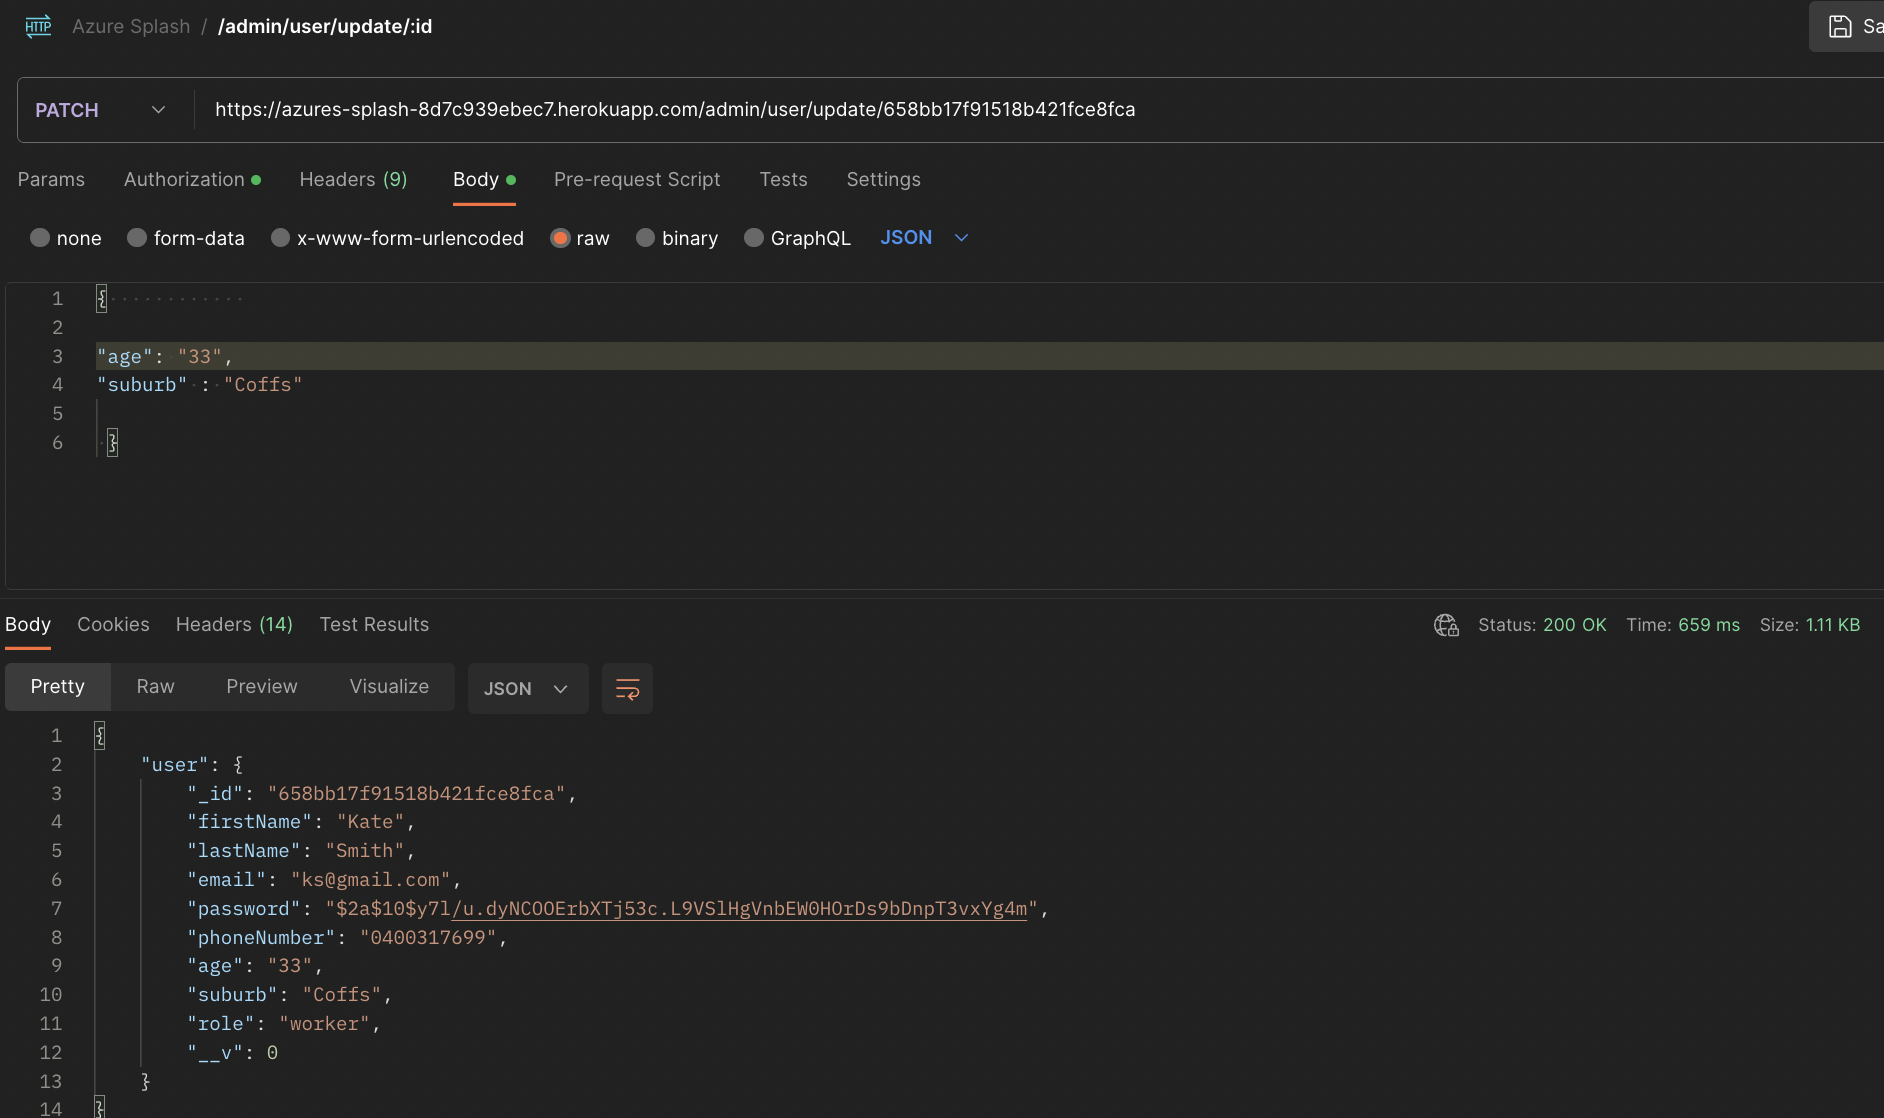 HTTP Azure Splash / /admin/user/update/:id
Sa
PATCH https://azures-splash-8d7c939ebec7.herokuapp.com/admin/user/update/658bb17f91518b421fce8fca
Params Authorization Headers (9) Body Pre-request Script Tests Settings
none form-data x-www-form-urlencoded raw binary GraphQL JSON
1 {
2
3 "age": "33",
4 "suburb" : "Coffs"
5
6 }
Body Cookies Headers (14) Test Results Status: 200 OK Time: 659 ms Size: 1.11 KB
Pretty Raw Preview Visualize JSON
1 {
2 "user": {
3 "_id": "658bb17f91518b421fce8fca",
4 "firstName": "Kate",
5 "lastName": "Smith",
6 "email": "ks@gmail.com",
7 "password": "$2a$10$y7l/u.dyNCOOErbXTj53c.L9VSlHgVnbEW0HOrDs9bDnpT3vxYg4m",
8 "phoneNumber": "0400317699",
9 "age": "33",
10 "suburb": "Coffs",
11 "role": "worker",
12 "__v": 0
13 }
14 }